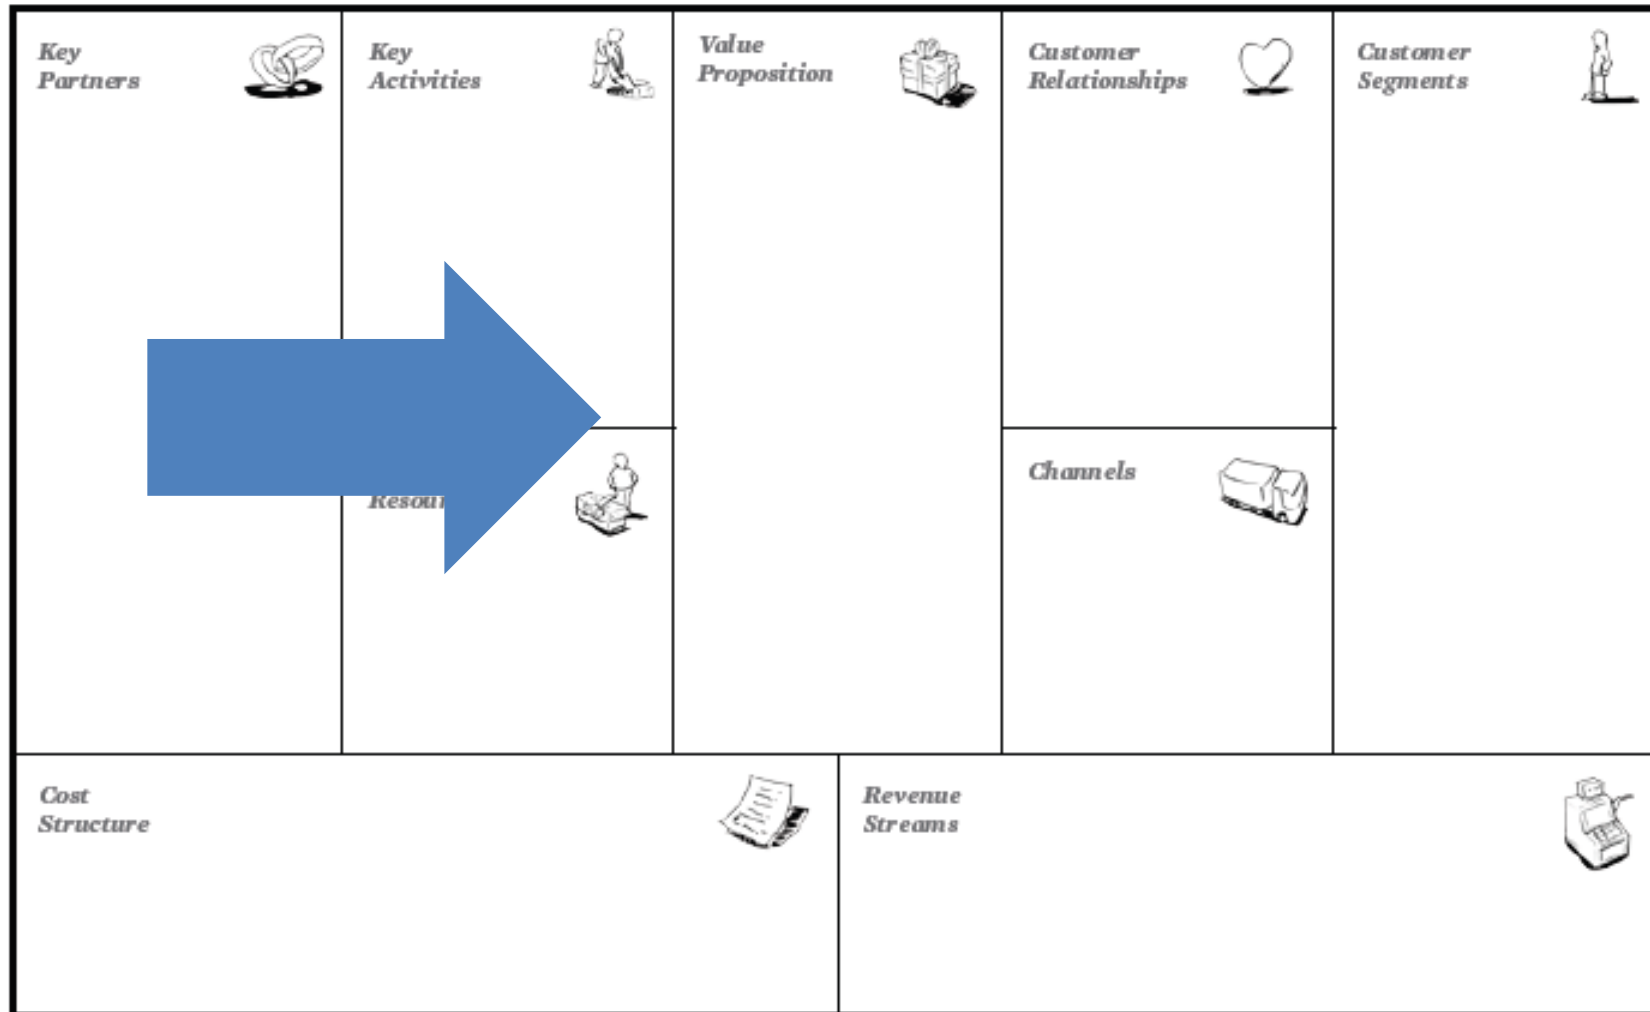 Key
Partners
Key
Activities
Value
Proposition
Customer
Relationships
Customer
Segments
Channels
Cost
Structure
Revenue
Streams